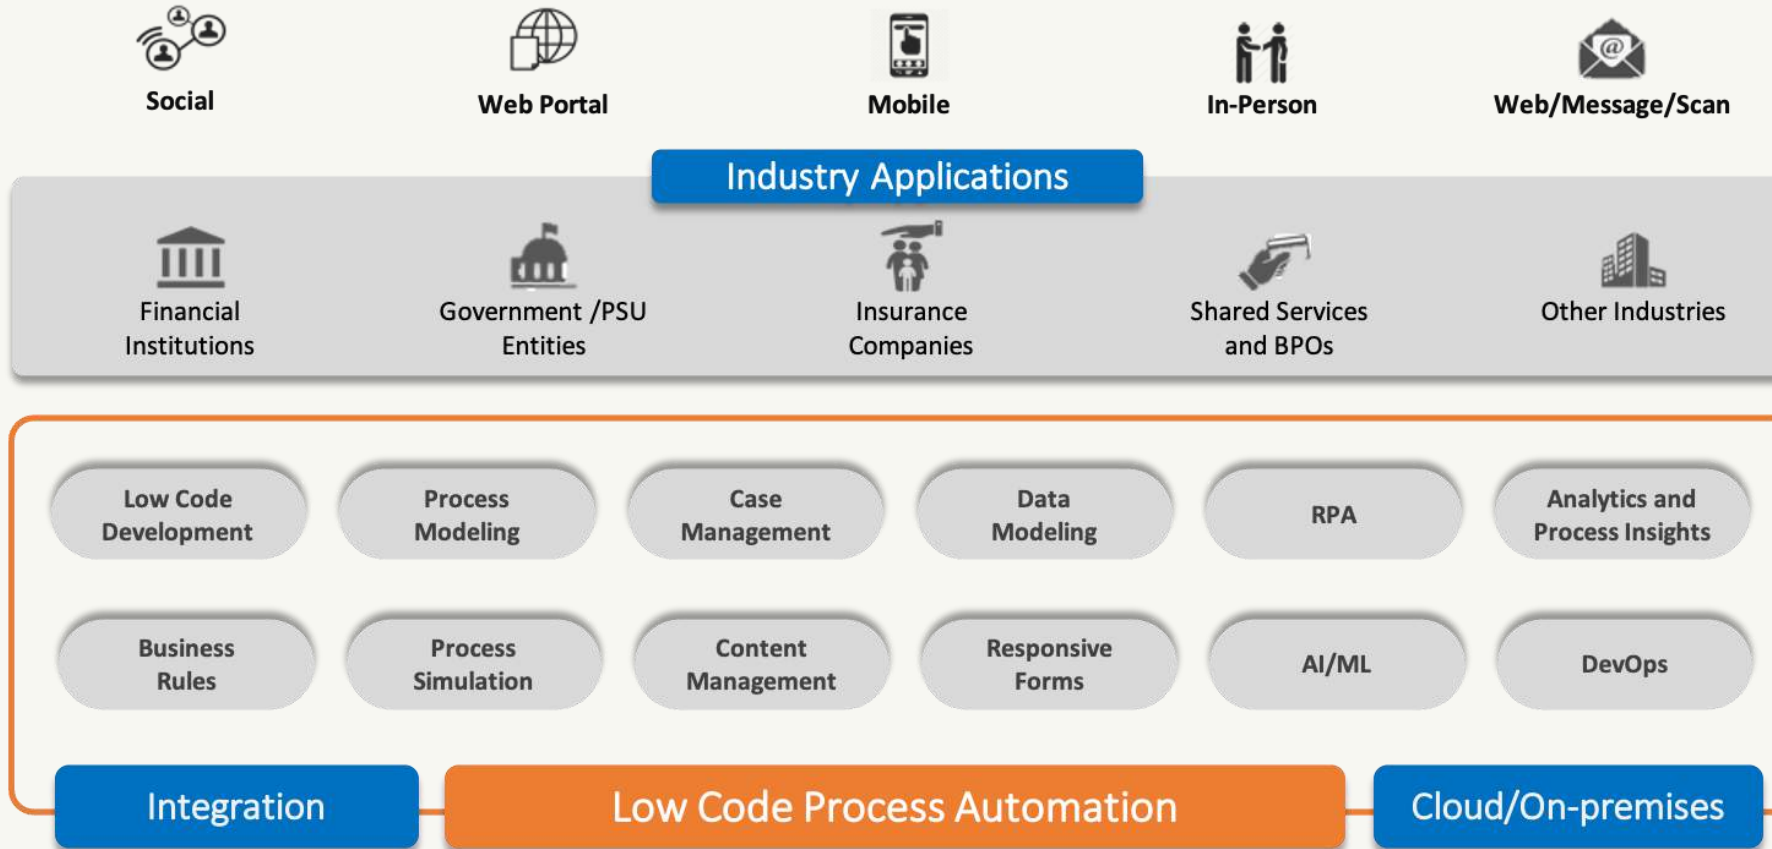 Social
Web Portal
Mobile
In-Person
Web/Message/Scan
Industry Applications
Financial
Institutions
Government /PSU
Entities
Insurance
Companies
Shared Services
and BPOs
Other Industries
Low Code
Development
Process
Modeling
Case
Management
Data
Modeling
RPA
Analytics and
Process Insights
Business
Rules
Process
Simulation
Content
Management
Responsive
Forms
AI/ML
DevOps
Integration
Low Code Process Automation
Cloud/On-premises